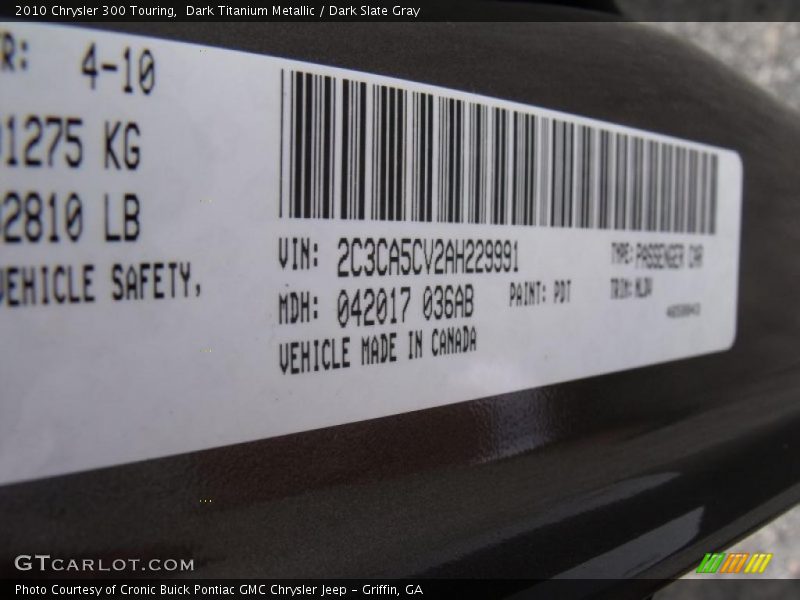 2010 Chrysler 300 Touring,  Dark Titanium Metallic / Dark Slate Gray
R: 4-10
1275 KG
2810 LB
VEHICLE SAFETY,
VIN: 2C3CA5CV2AH229991
TYPE: PASSENGER CAR
MDH: 042017 036AB
PAINT: PDT
TRIM:
VEHICLE MADE IN CANADA
GTCARLOT.COM
Photo Courtesy of Cronic Buick Pontiac GMC Chrysler Jeep - Griffin, GA